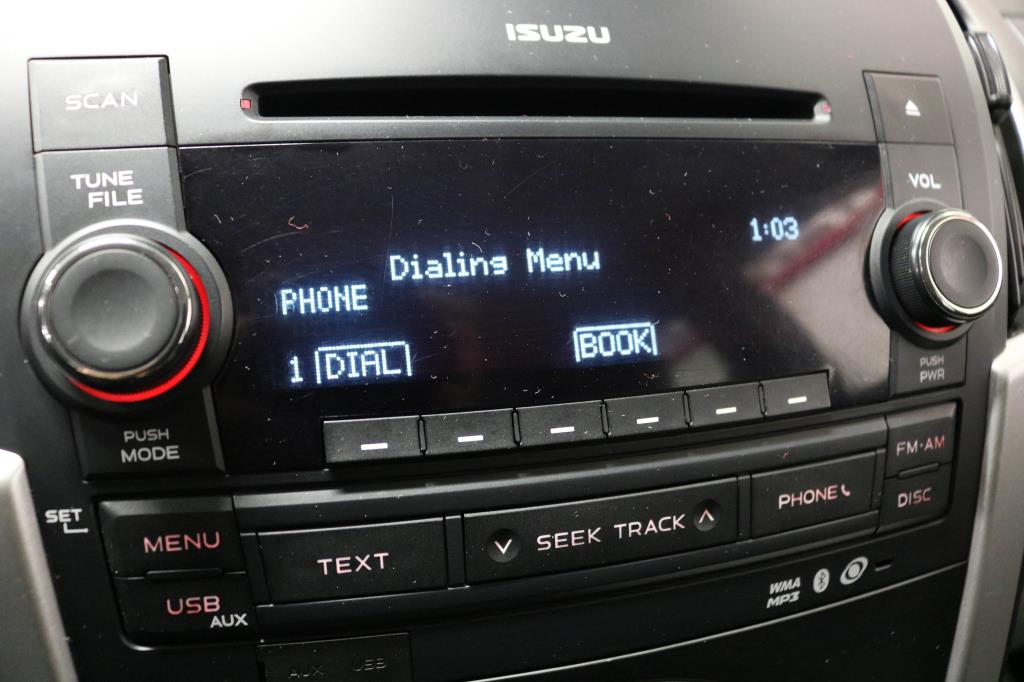 ISUZU
SCAN
TUNE
FILE
VOL
1:03
Dialing Menu
PHONE
1 DIAL
BOOK
PUSH
PWR
PUSH
MODE
FM·AM
SET
MENU
TEXT
SEEK TRACK
PHONE
DISC
USB
AUX
WMA
MP3
AUX USB